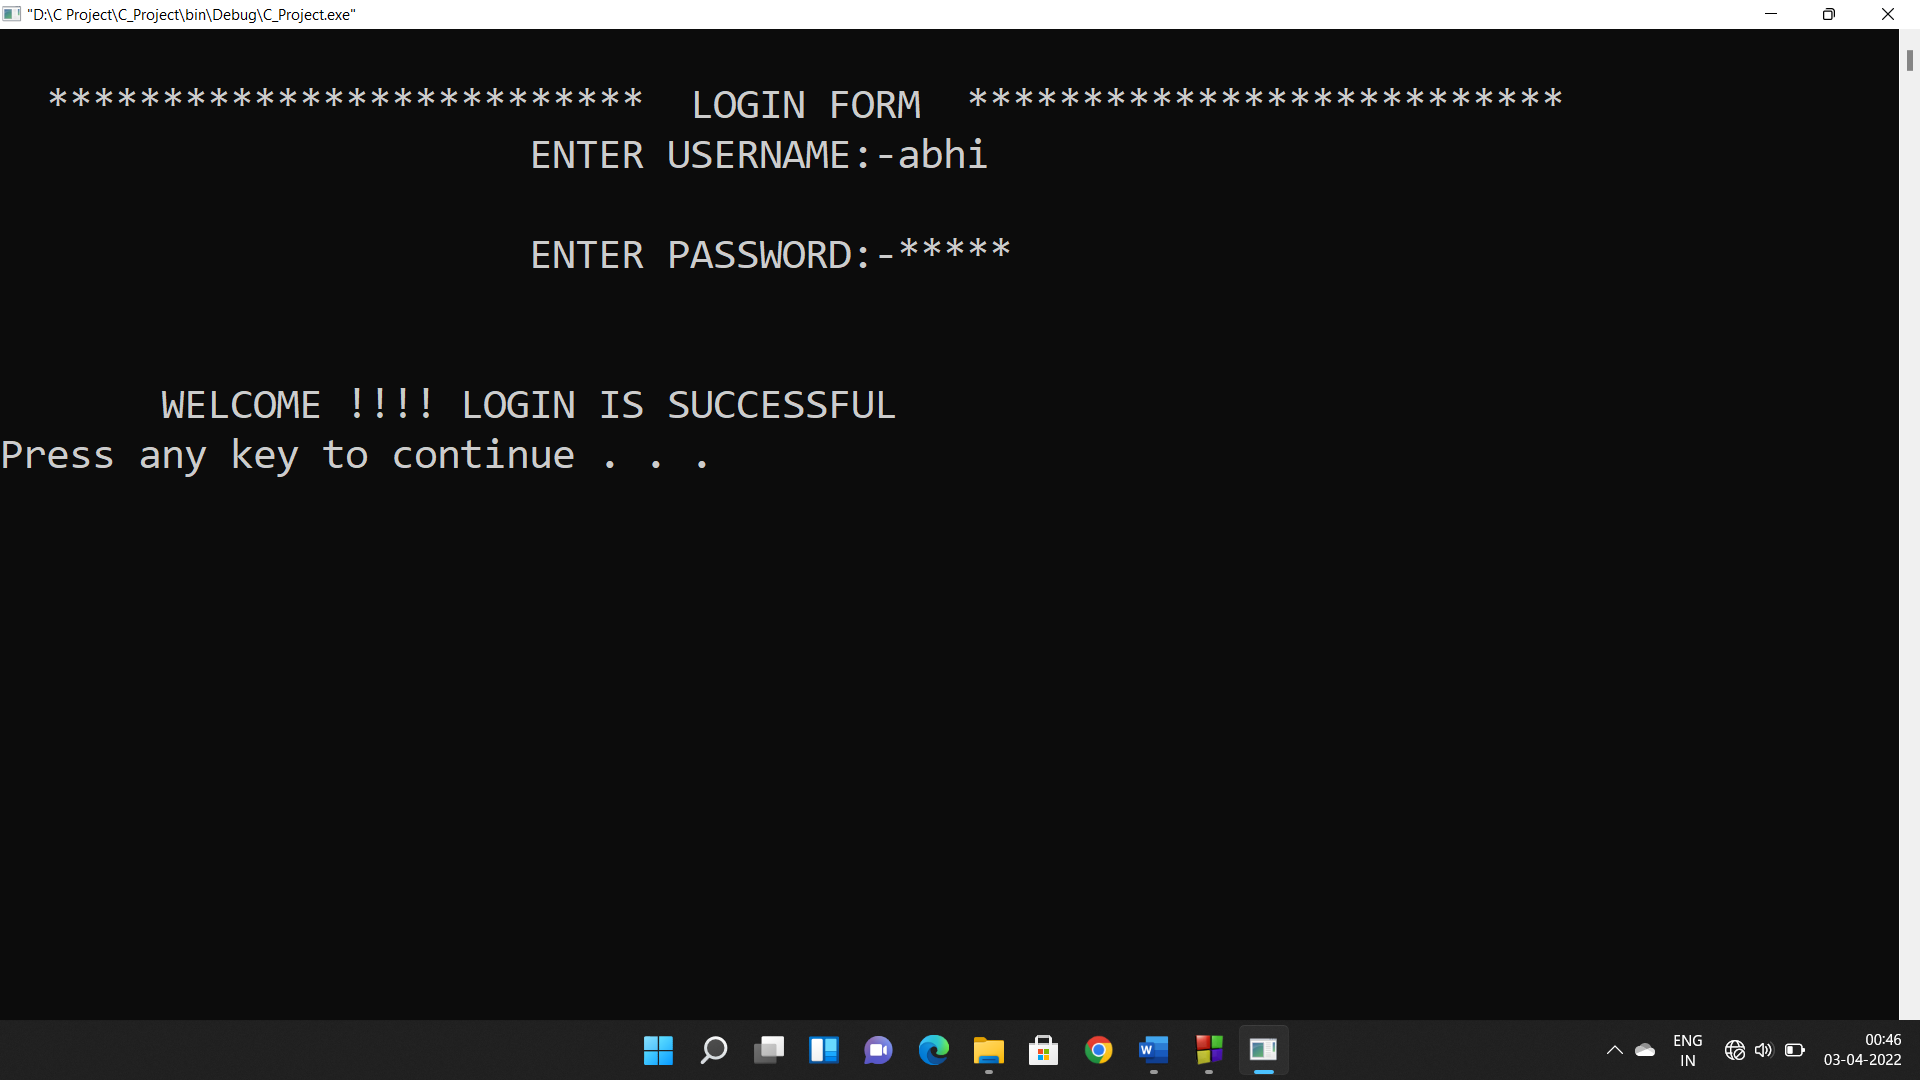 "D:\C Project\C_Project\bin\Debug\C_Project.exe"
************************** LOGIN FORM **************************
ENTER USERNAME:-abhi
ENTER PASSWORD:-*****
WELCOME !!!! LOGIN IS SUCCESSFUL
Press any key to continue . . .
W
ENG
IN
00:46
03-04-2022